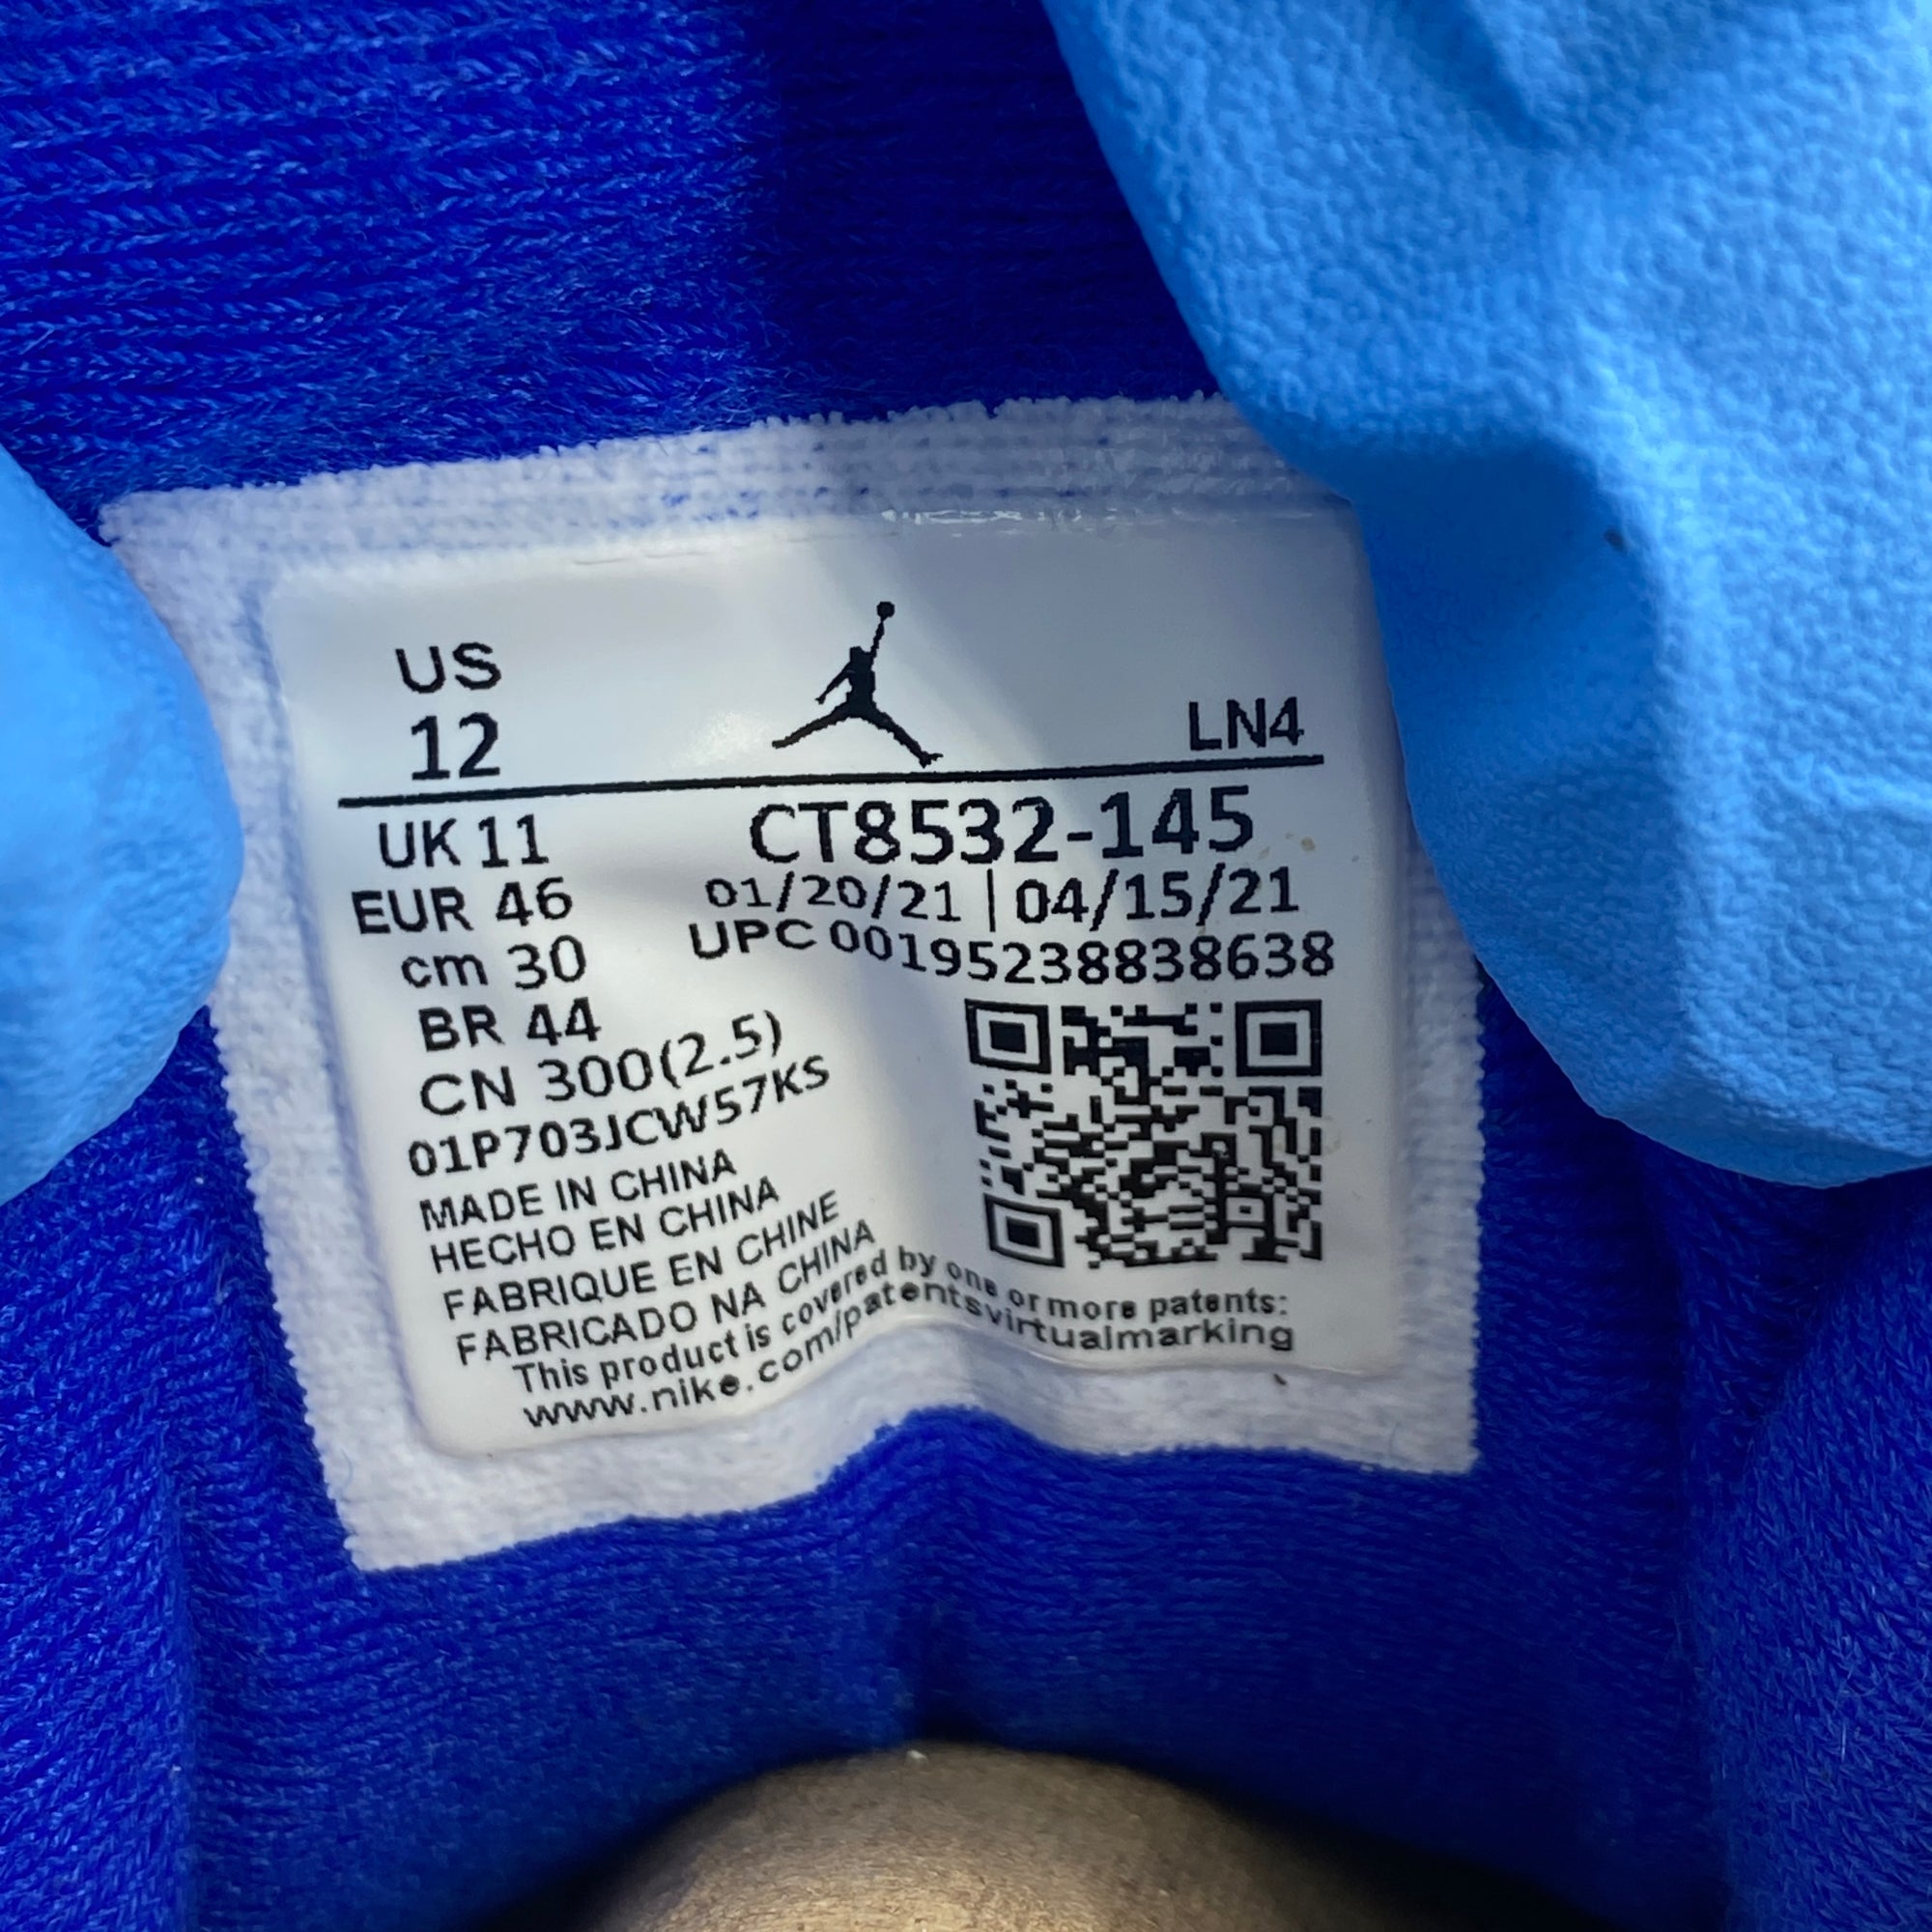 US
12
LN4
UK 11
CT8532-145
EUR 46
01/20/21 | 04/15/21
cm 30
UPC 00195238838638
BR 44
CN 300(2.5)
01P703JCW57KS
MADE IN CHINA
HECHO EN CHINA
FABRIQUE EN CHINE
FABRICADO NA CHINA
This product is covered by one or more patents:
www.nike.com/patentsvirtualmarking